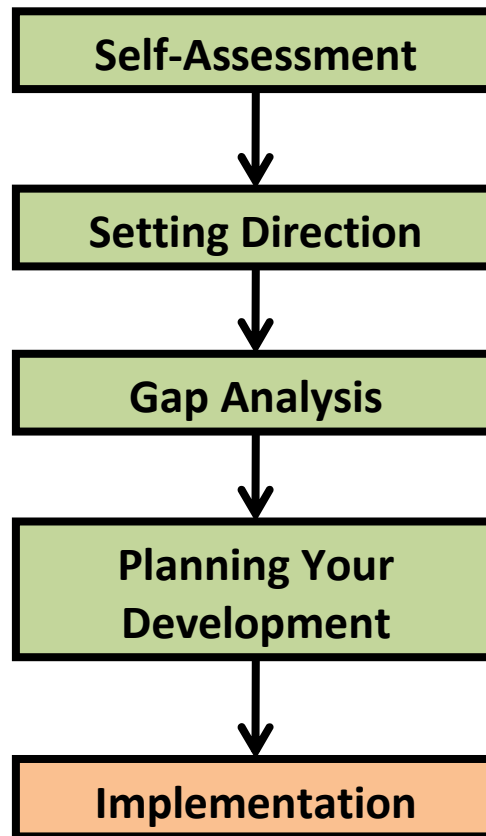 Self-Assessment
Setting Direction
Gap Analysis
Planning Your
Development
Implementation